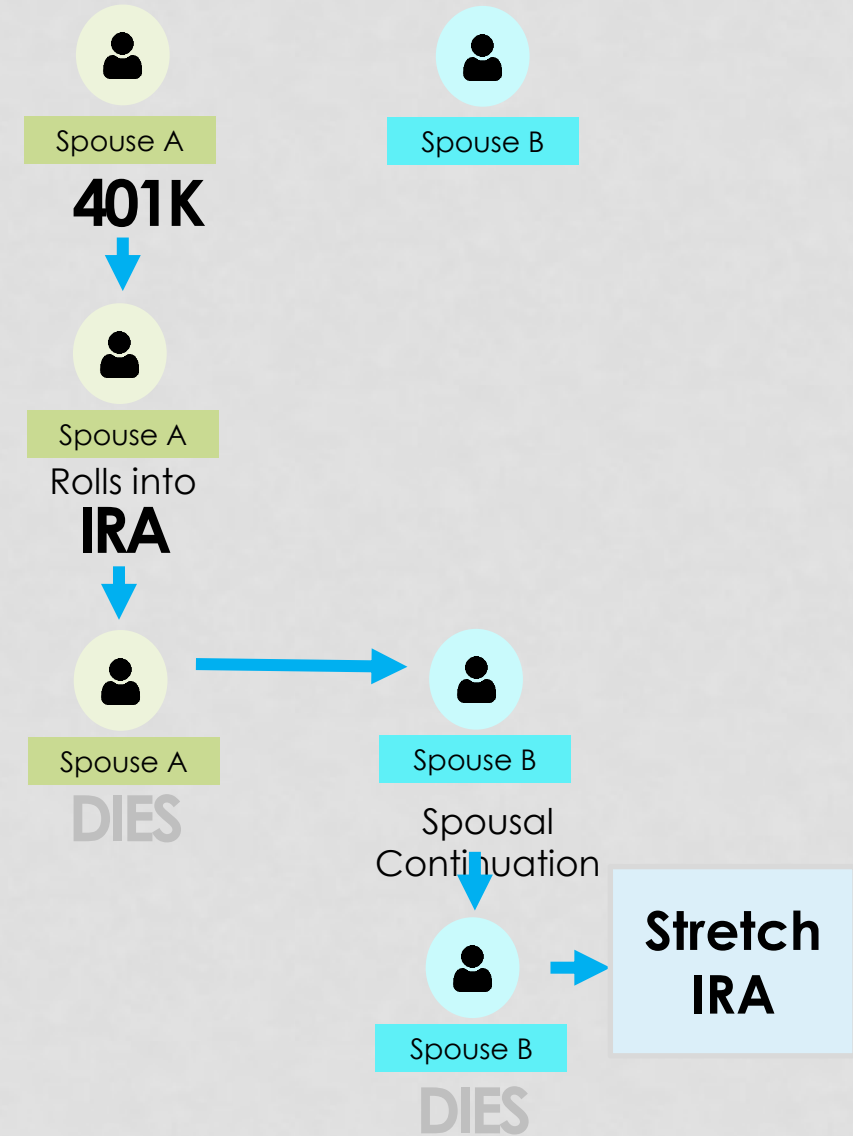 Spouse A
Spouse B
401K
Spouse A
Rolls into
IRA
Spouse A
DIES
Spouse B
Spousal
Continuation
Stretch
IRA
Spouse B
DIES